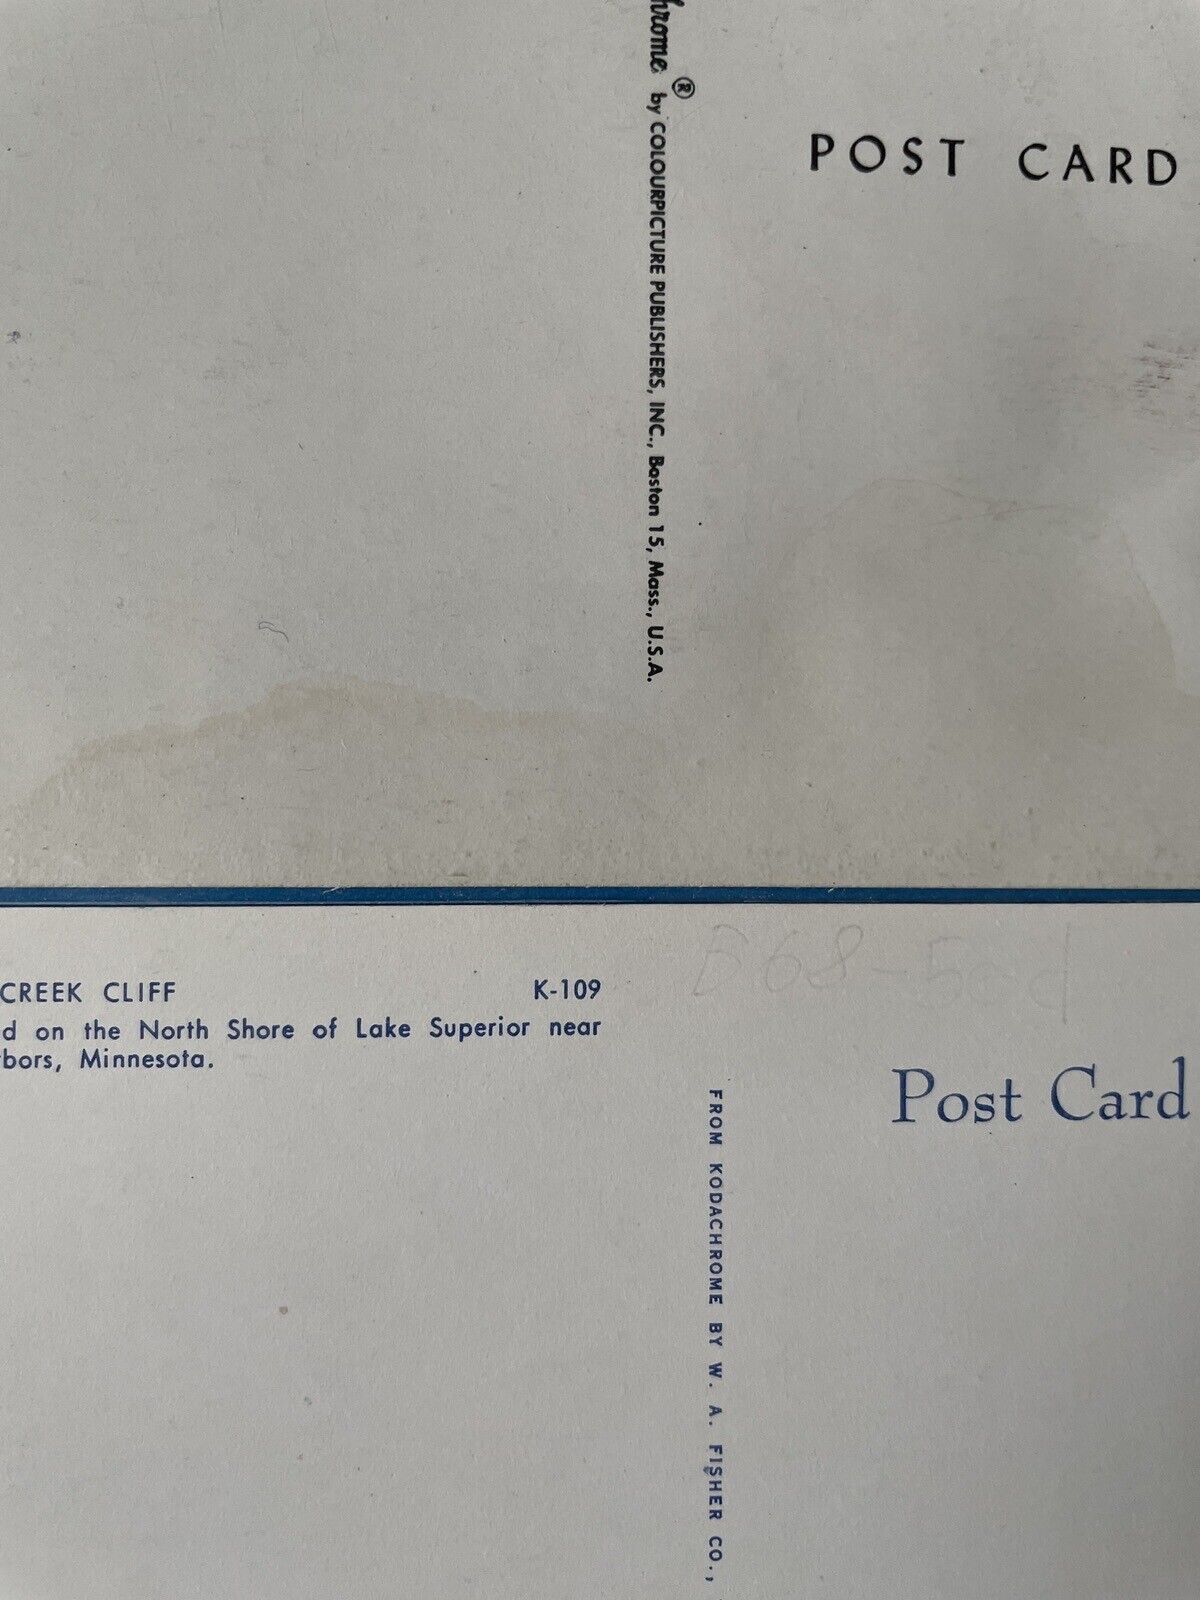 hrome® by COLOURPICTURE PUBLISHERS, INC., Boston 15, Mass., U.S.A.
POST CARD
CREEK CLIFF K-109
d on the North Shore of Lake Superior near
bors, Minnesota.
Post Card
FROM KODACHROME BY W. A. FISHER CO.,